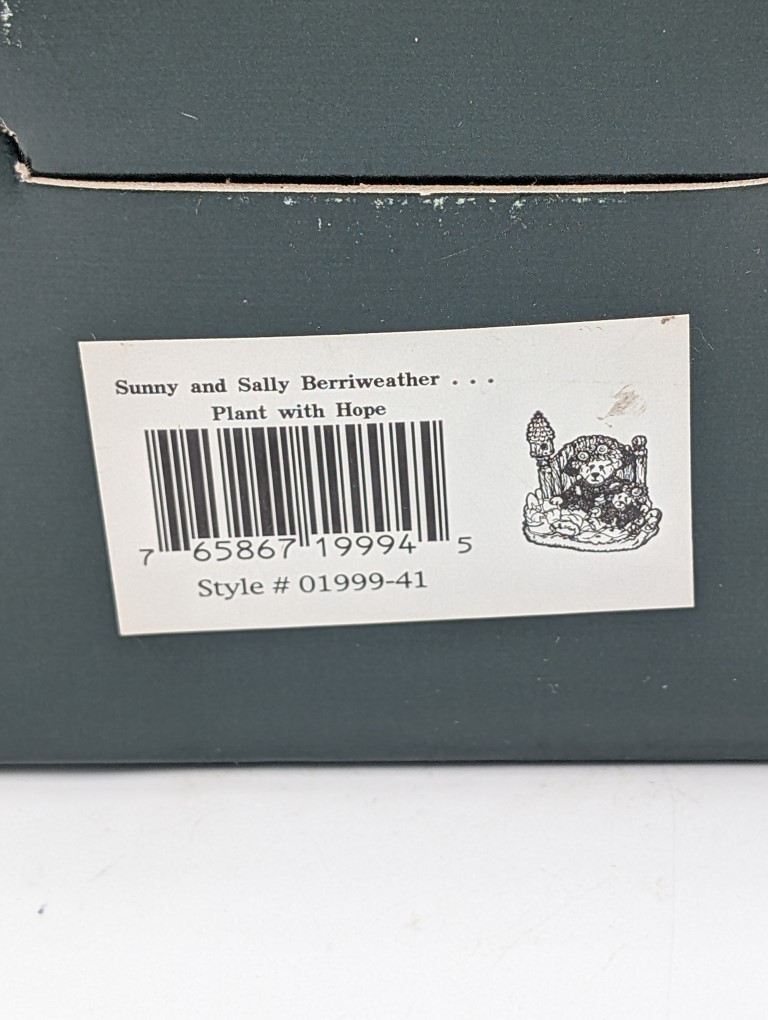 Sunny and Sally Berriweather . . .
Plant with Hope
7 65867 19994 5
Style # 01999-41